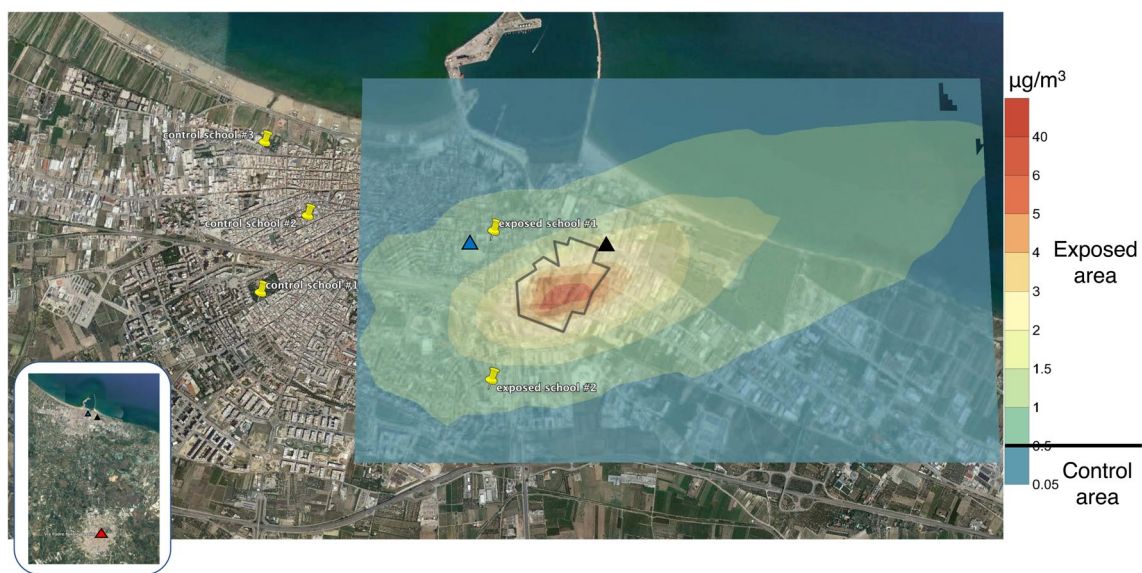 µg/m³
control school #3
control school #2
control school #1
exposed school #1
exposed school #2
40
6
5
4
3
2
1.5
1
0.5
0.05
Exposed
area
Control
area